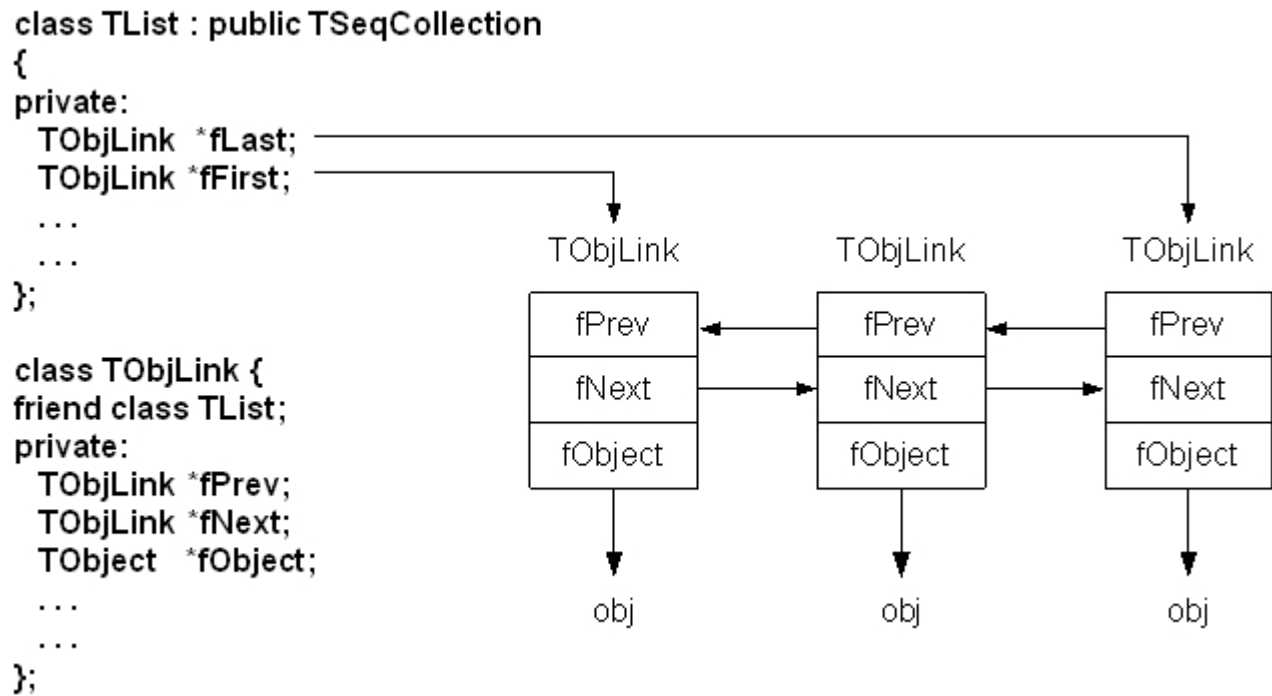 class TList : public TSeqCollection
{
private:
TObjLink *fLast;
TObjLink *fFirst;
. . .
. . .
};
class TObjLink {
friend class TList;
private:
TObjLink *fPrev;
TObjLink *fNext;
TObject *fObject;
. . .
. . .
};
TObjLink TObjLink TObjLink
fPrev fPrev fPrev
fNext fNext fNext
fObject fObject fObject
obj obj obj